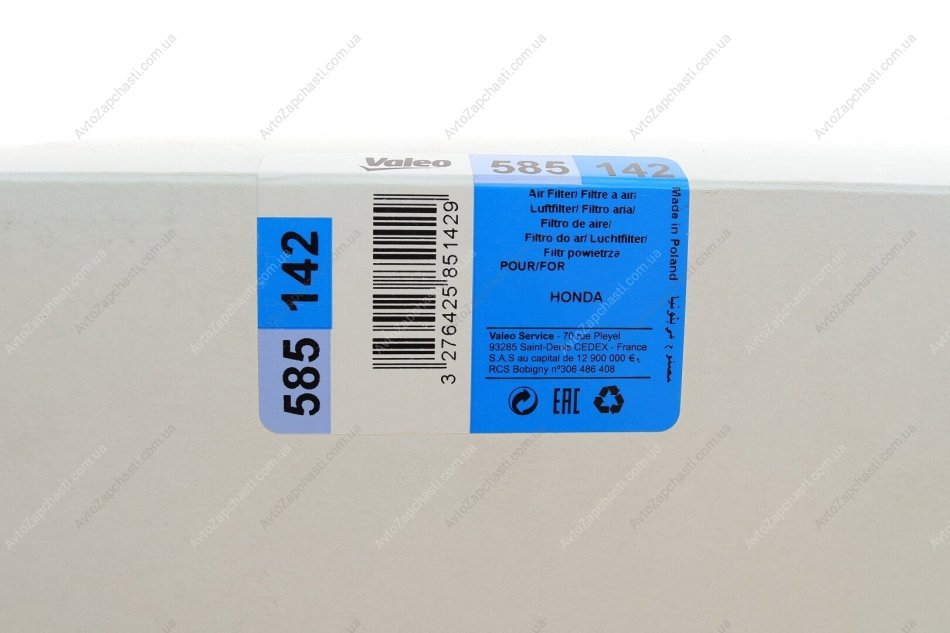 Valeo
585 142
585 142
3 276425 851429
Air Filter/ Filtre a air/
Luftfilter/ Filtro aria/
Filtro de aire/
Filtro do ar/ Luchtfilter/
Filtr powietrza
POUR/FOR
HONDA
Valeo Service - 70 rue Pleyel
93285 Saint-Denis CEDEX - France
S.A.S au capital de 12 900 000 €,
RCS Bobigny nº306 486 408
EAC
Made in Poland
AvtoZapchasti.com.ua